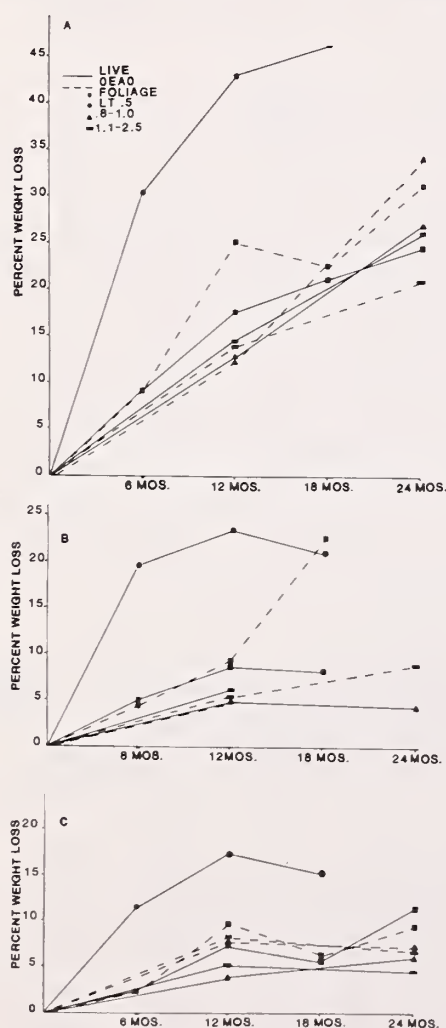 A
45
40
35
30
25
20
15
10
5
0
PERCENT WEIGHT LOSS
LIVE
DEAD
FOLIAGE
LT .5
.8-1.0
1.1-2.5
6 MOS.
12 MOS.
18 MOS.
24 MOS.
B
25
20
15
10
5
0
PERCENT WEIGHT LOSS
6 MOS.
12 MOS.
18 MOS.
24 MOS.
C
20
15
10
5
0
PERCENT WEIGHT LOSS
6 MOS.
12 MOS.
18 MOS.
24 MOS.